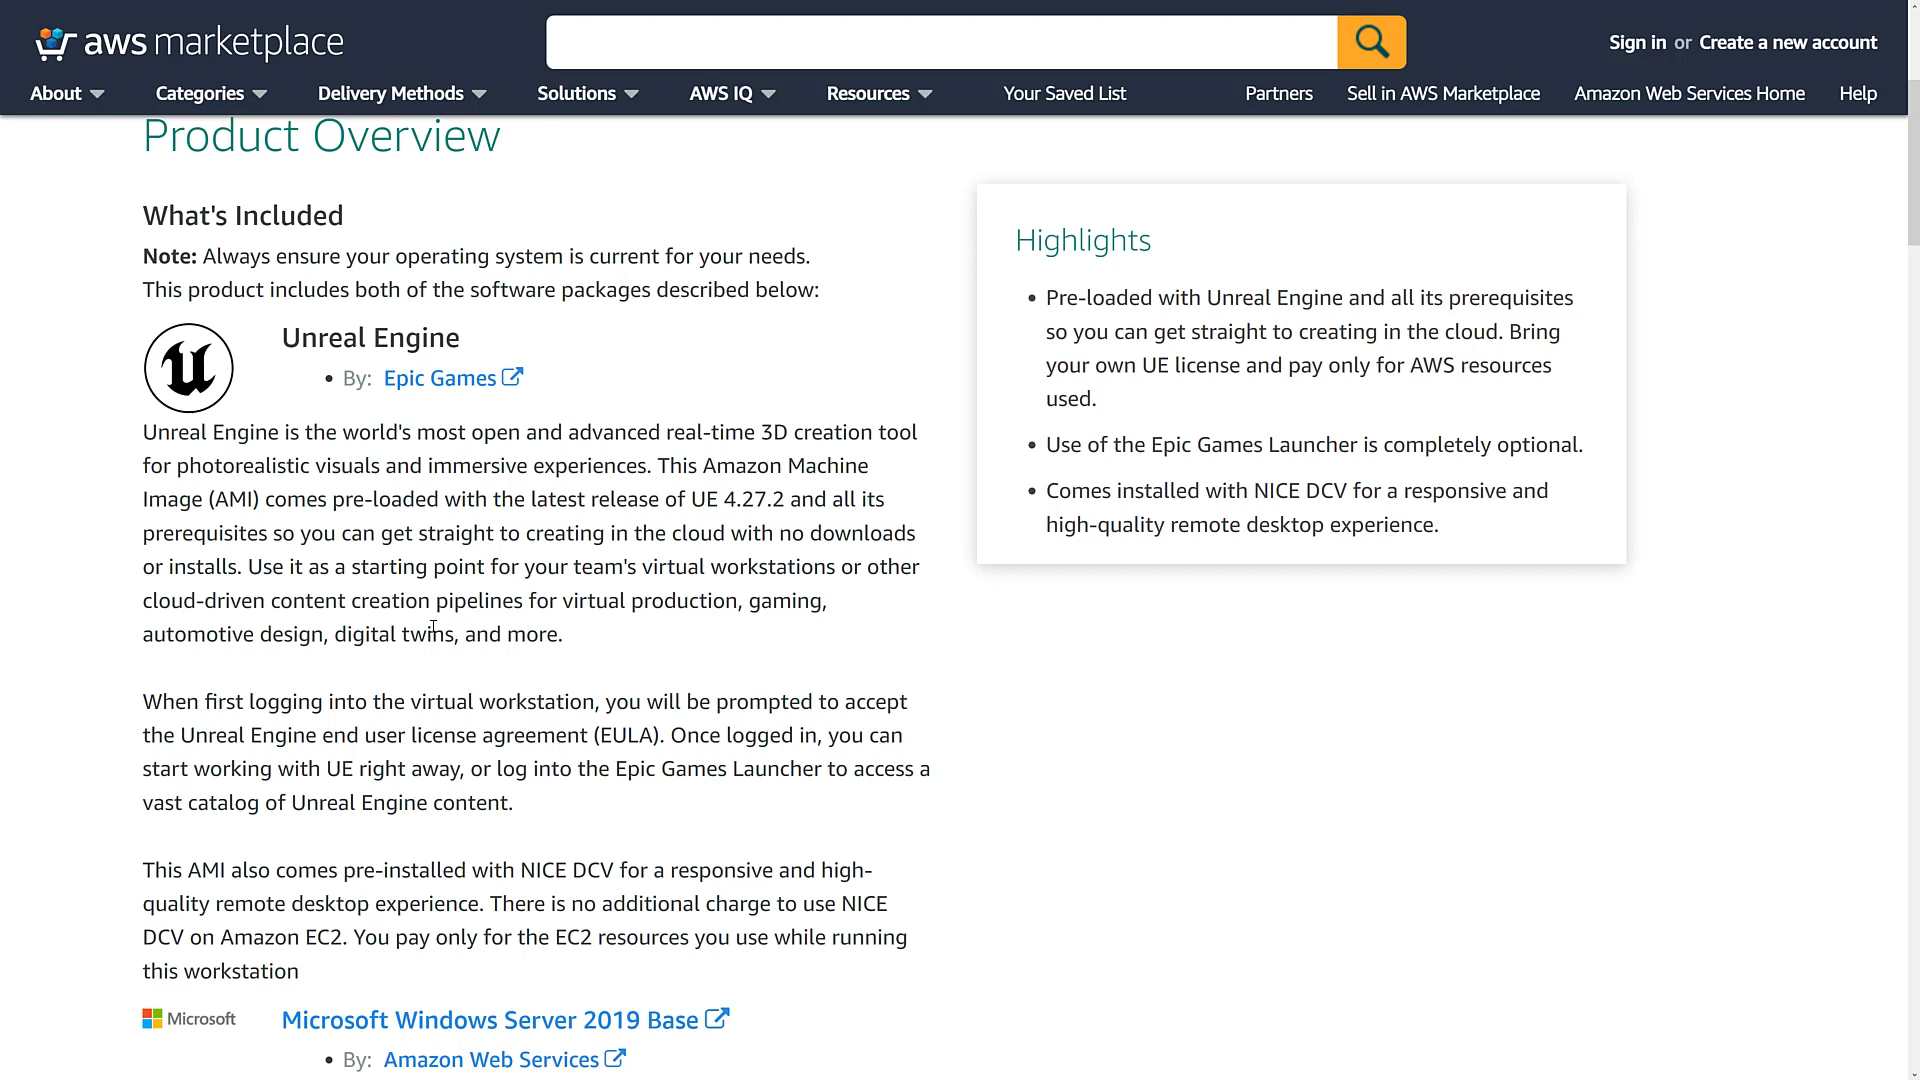 aws marketplace
Sign in or Create a new account
About Categories Delivery Methods Solutions AWS IQ Resources Your Saved List Partners Sell in AWS Marketplace Amazon Web Services Home Help
Product Overview
What's Included
Note: Always ensure your operating system is current for your needs.
This product includes both of the software packages described below:
Unreal Engine
• By: Epic Games
Unreal Engine is the world's most open and advanced real-time 3D creation tool
for photorealistic visuals and immersive experiences. This Amazon Machine
Image (AMI) comes pre-loaded with the latest release of UE 4.27.2 and all its
prerequisites so you can get straight to creating in the cloud with no downloads
or installs. Use it as a starting point for your team's virtual workstations or other
cloud-driven content creation pipelines for virtual production, gaming,
automotive design, digital twins, and more.
When first logging into the virtual workstation, you will be prompted to accept
the Unreal Engine end user license agreement (EULA). Once logged in, you can
start working with UE right away, or log into the Epic Games Launcher to access a
vast catalog of Unreal Engine content.
This AMI also comes pre-installed with NICE DCV for a responsive and high-
quality remote desktop experience. There is no additional charge to use NICE
DCV on Amazon EC2. You pay only for the EC2 resources you use while running
this workstation
Microsoft
Microsoft Windows Server 2019 Base
• By: Amazon Web Services
Highlights
• Pre-loaded with Unreal Engine and all its prerequisites
so you can get straight to creating in the cloud. Bring
your own UE license and pay only for AWS resources
used.
• Use of the Epic Games Launcher is completely optional.
• Comes installed with NICE DCV for a responsive and
high-quality remote desktop experience.